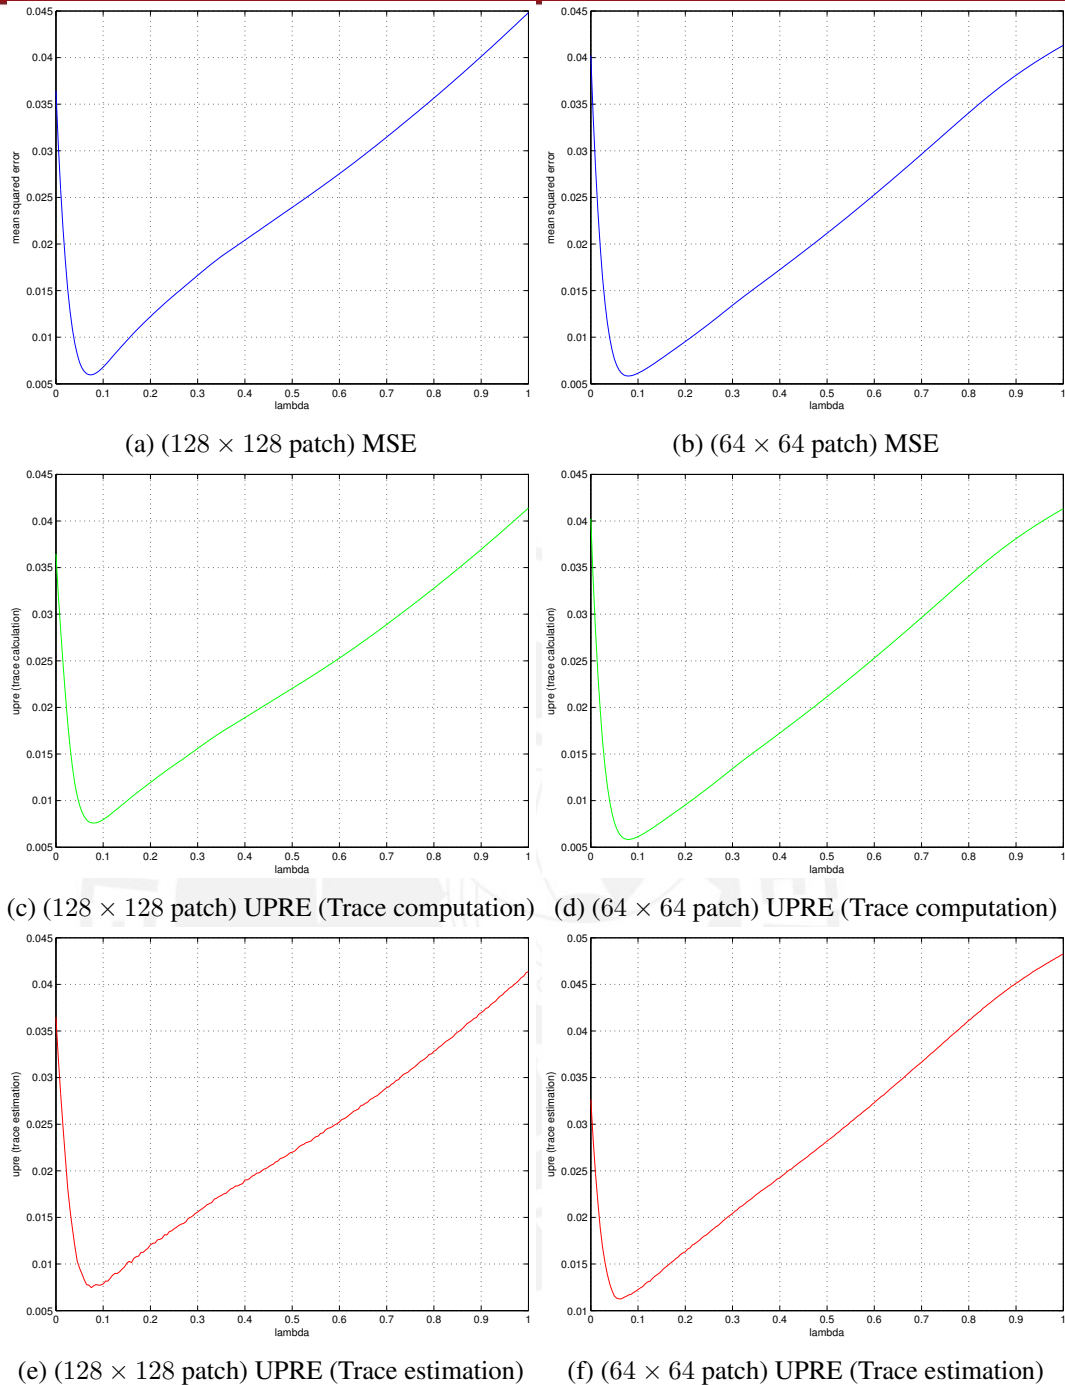 0.045
0.04
0.035
0.03
0.025
0.02
0.015
0.01
0.005
mean squared error
0 0.1 0.2 0.3 0.4 0.5 0.6 0.7 0.8 0.9 1
lambda
(a) (128 × 128 patch) MSE
0.045
0.04
0.035
0.03
0.025
0.02
0.015
0.01
0.005
mean squared error
0 0.1 0.2 0.3 0.4 0.5 0.6 0.7 0.8 0.9 1
lambda
(b) (64 × 64 patch) MSE
0.045
0.04
0.035
0.03
0.025
0.02
0.015
0.01
0.005
upre (trace calculation)
0 0.1 0.2 0.3 0.4 0.5 0.6 0.7 0.8 0.9 1
lambda
(c) (128 × 128 patch) UPRE (Trace computation)
0.045
0.04
0.035
0.03
0.025
0.02
0.015
0.01
0.005
upre (trace calculation)
0 0.1 0.2 0.3 0.4 0.5 0.6 0.7 0.8 0.9 1
lambda
(d) (64 × 64 patch) UPRE (Trace computation)
0.045
0.04
0.035
0.03
0.025
0.02
0.015
0.01
0.005
upre (trace estimation)
0 0.1 0.2 0.3 0.4 0.5 0.6 0.7 0.8 0.9 1
lambda
(e) (128 × 128 patch) UPRE (Trace estimation)
0.05
0.045
0.04
0.035
0.03
0.025
0.02
0.015
0.01
upre (trace estimation)
0 0.1 0.2 0.3 0.4 0.5 0.6 0.7 0.8 0.9 1
lambda
(f) (64 × 64 patch) UPRE (Trace estimation)